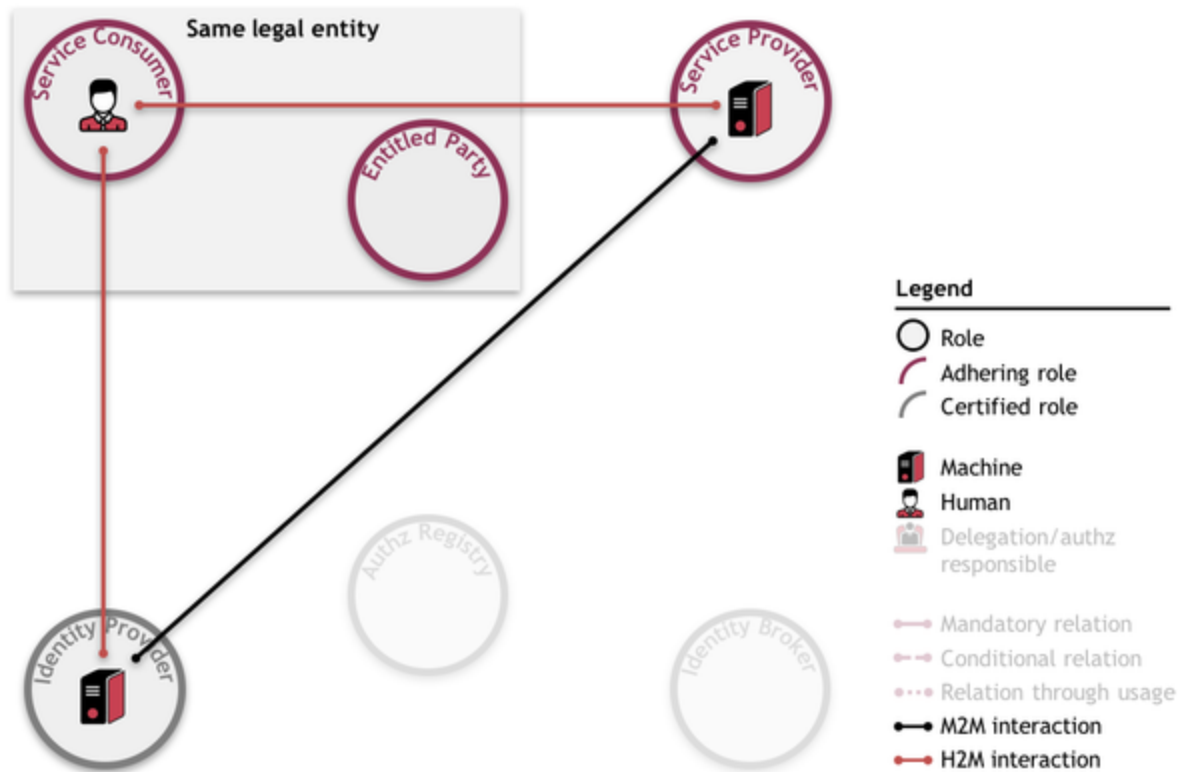 Same legal entity
Service Consumer
Service Provider
Entitled Party
Legend
Role
Adhering role
Certified role
Machine
Human
Delegation/authz
responsible
Authz Registry
Identity Provider
Identity Broker
Mandatory relation
Conditional relation
Relation through usage
M2M interaction
H2M interaction